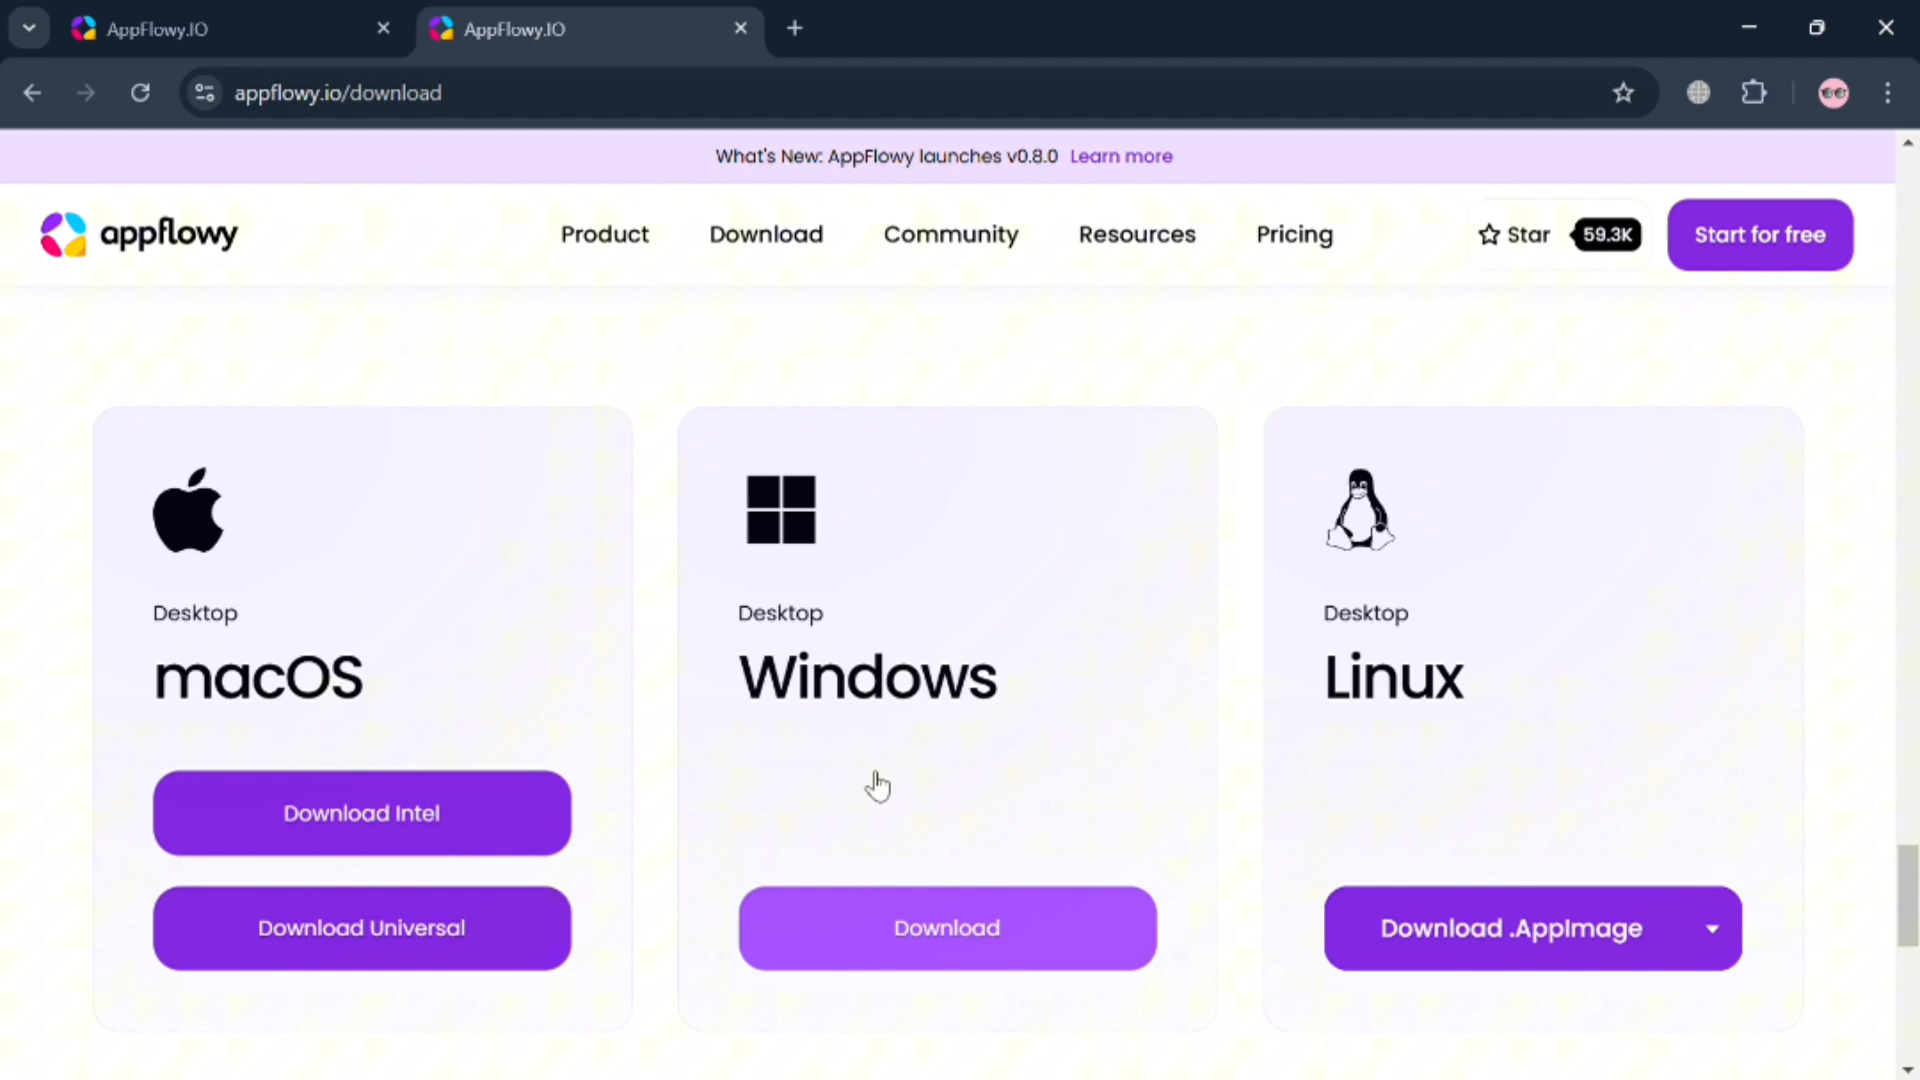 AppFlowy.IO
AppFlowy.IO
appflowy.io/download
What's New: AppFlowy launches v0.8.0 Learn more
appflowy
Product
Download
Community
Resources
Pricing
Star
59.3K
Start for free
Desktop
macOS
Download Intel
Download Universal
Desktop
Windows
Download
Desktop
Linux
Download .AppImage